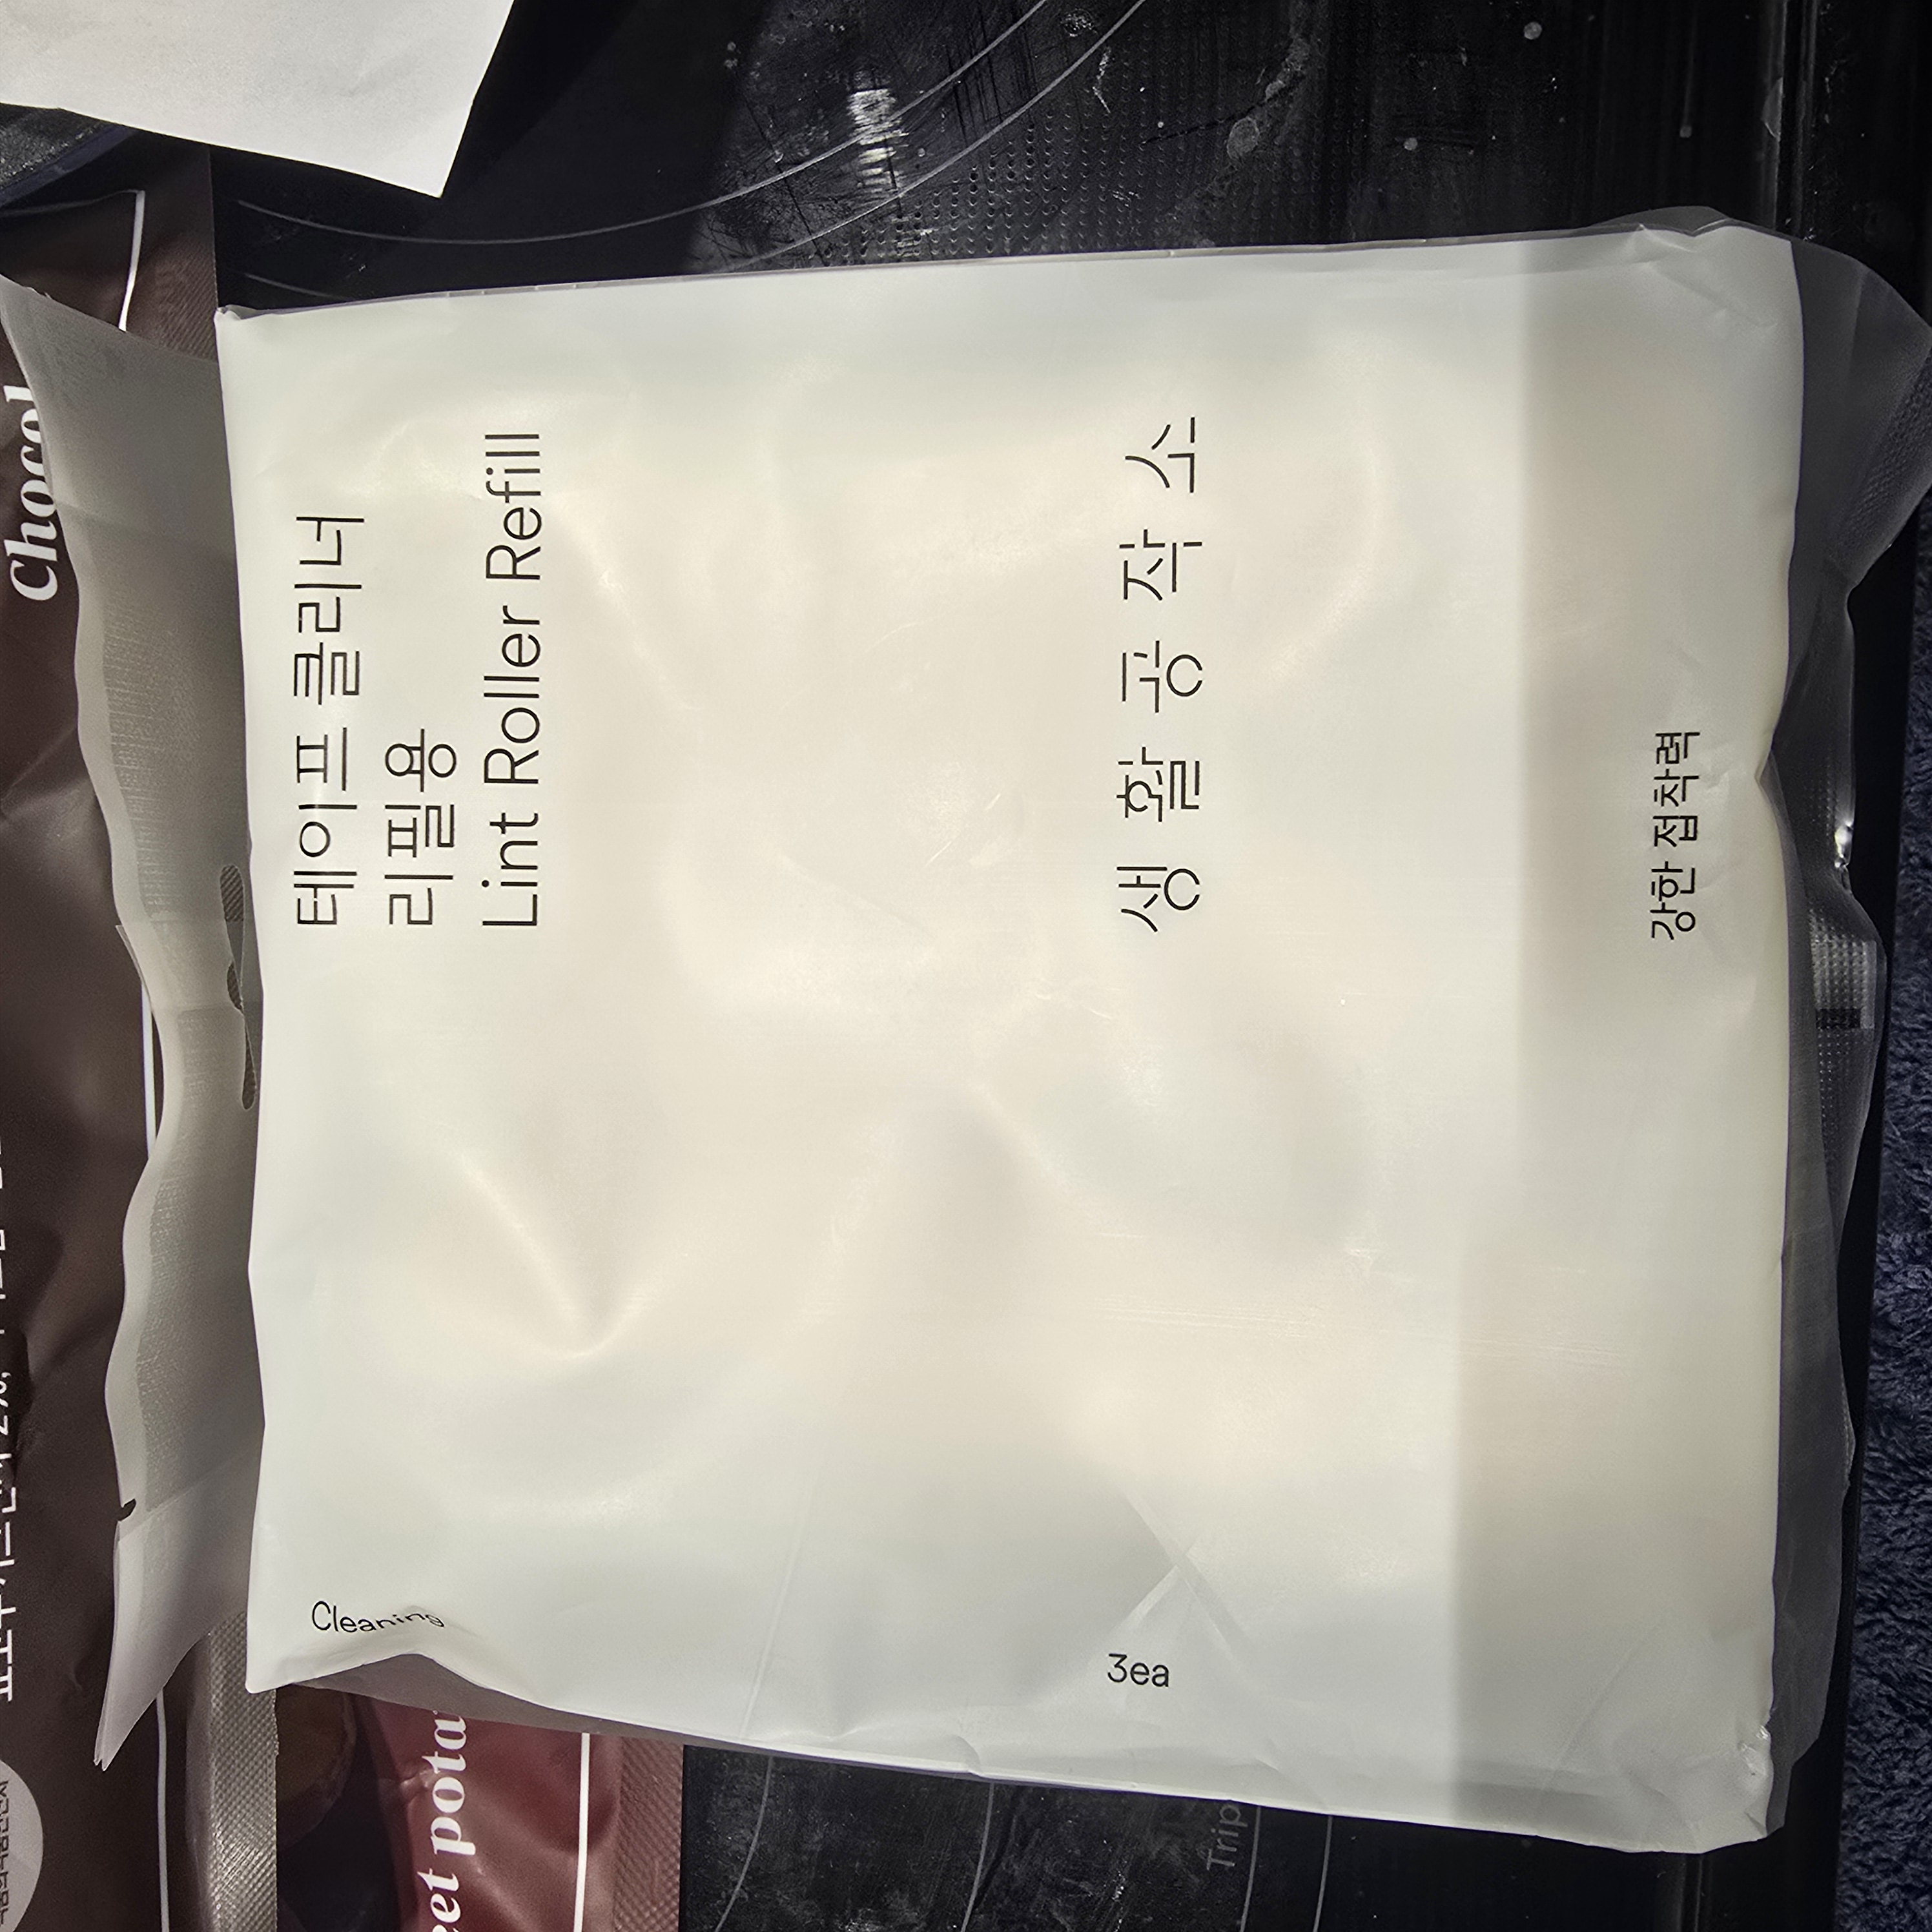 테이프 클리너
리필용
Lint Roller Refill
생활공작소
강한 접착력
Cleaning
3ea